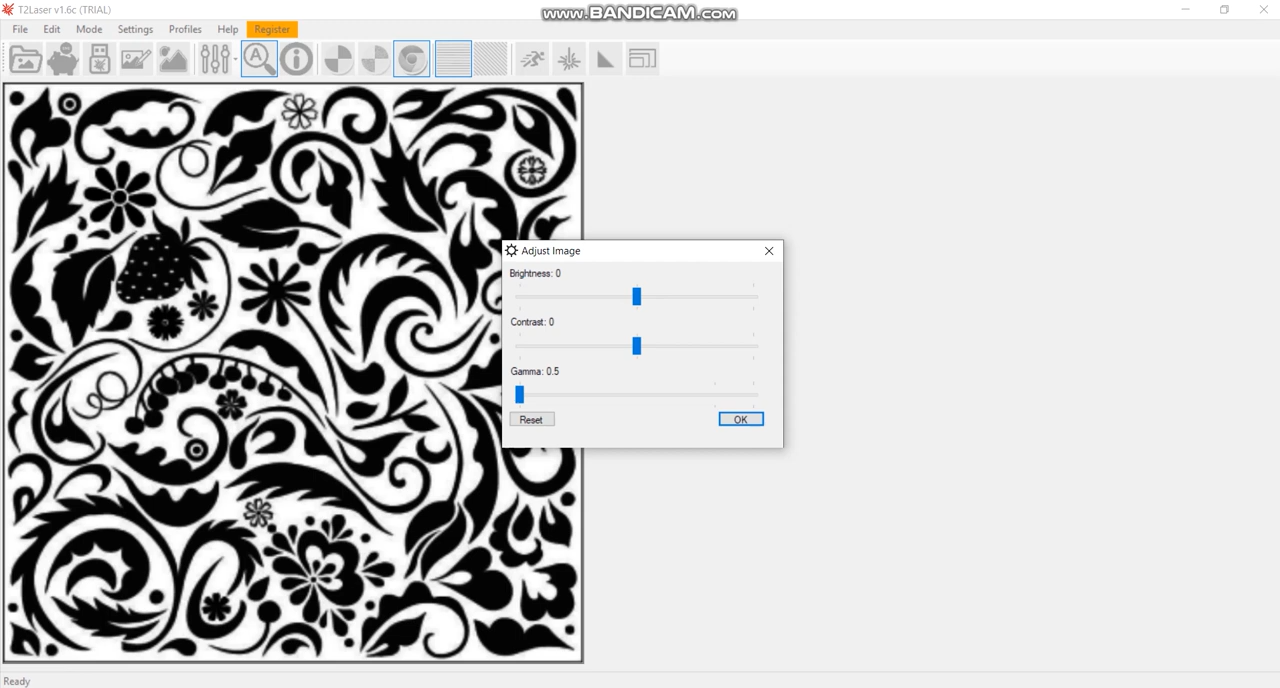 www.BANDICAM.com
T2Laser v1.6c (TRIAL)
File Edit Mode Settings Profiles Help Register
A
Adjust Image
Brightness: 0
Contrast: 0
Gamma: 0.5
Reset OK
Ready